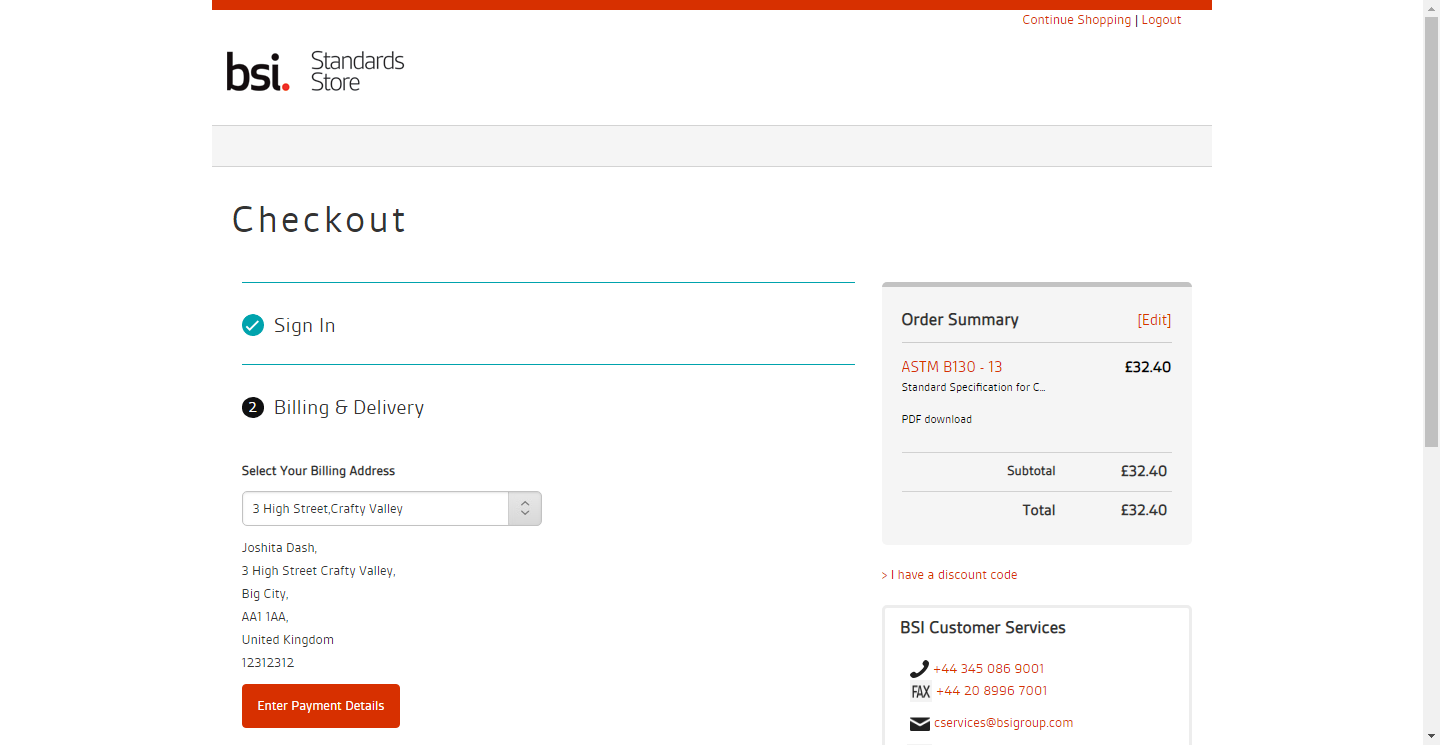 Continue Shopping | Logout
bsi. Standards Store
Checkout
Sign In
2 Billing & Delivery
Select Your Billing Address
3 High Street,Crafty Valley
Joshita Dash,
3 High Street Crafty Valley,
Big City,
AA1 1AA,
United Kingdom
12312312
Enter Payment Details
Order Summary [Edit]
ASTM B130 - 13 £32.40
Standard Specification for C...
PDF download
Subtotal £32.40
Total £32.40
> I have a discount code
BSI Customer Services
+44 345 086 9001
FAX +44 20 8996 7001
cservices@bsigroup.com